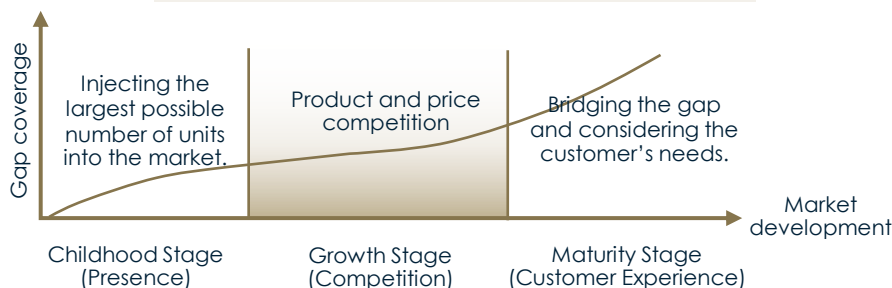 Gap coverage
Injecting the
largest possible
number of units
into the market.
Product and price
competition
Bridging the gap
and considering the
customer's needs.
Market
development
Childhood Stage
(Presence)
Growth Stage
(Competition)
Maturity Stage
(Customer Experience)